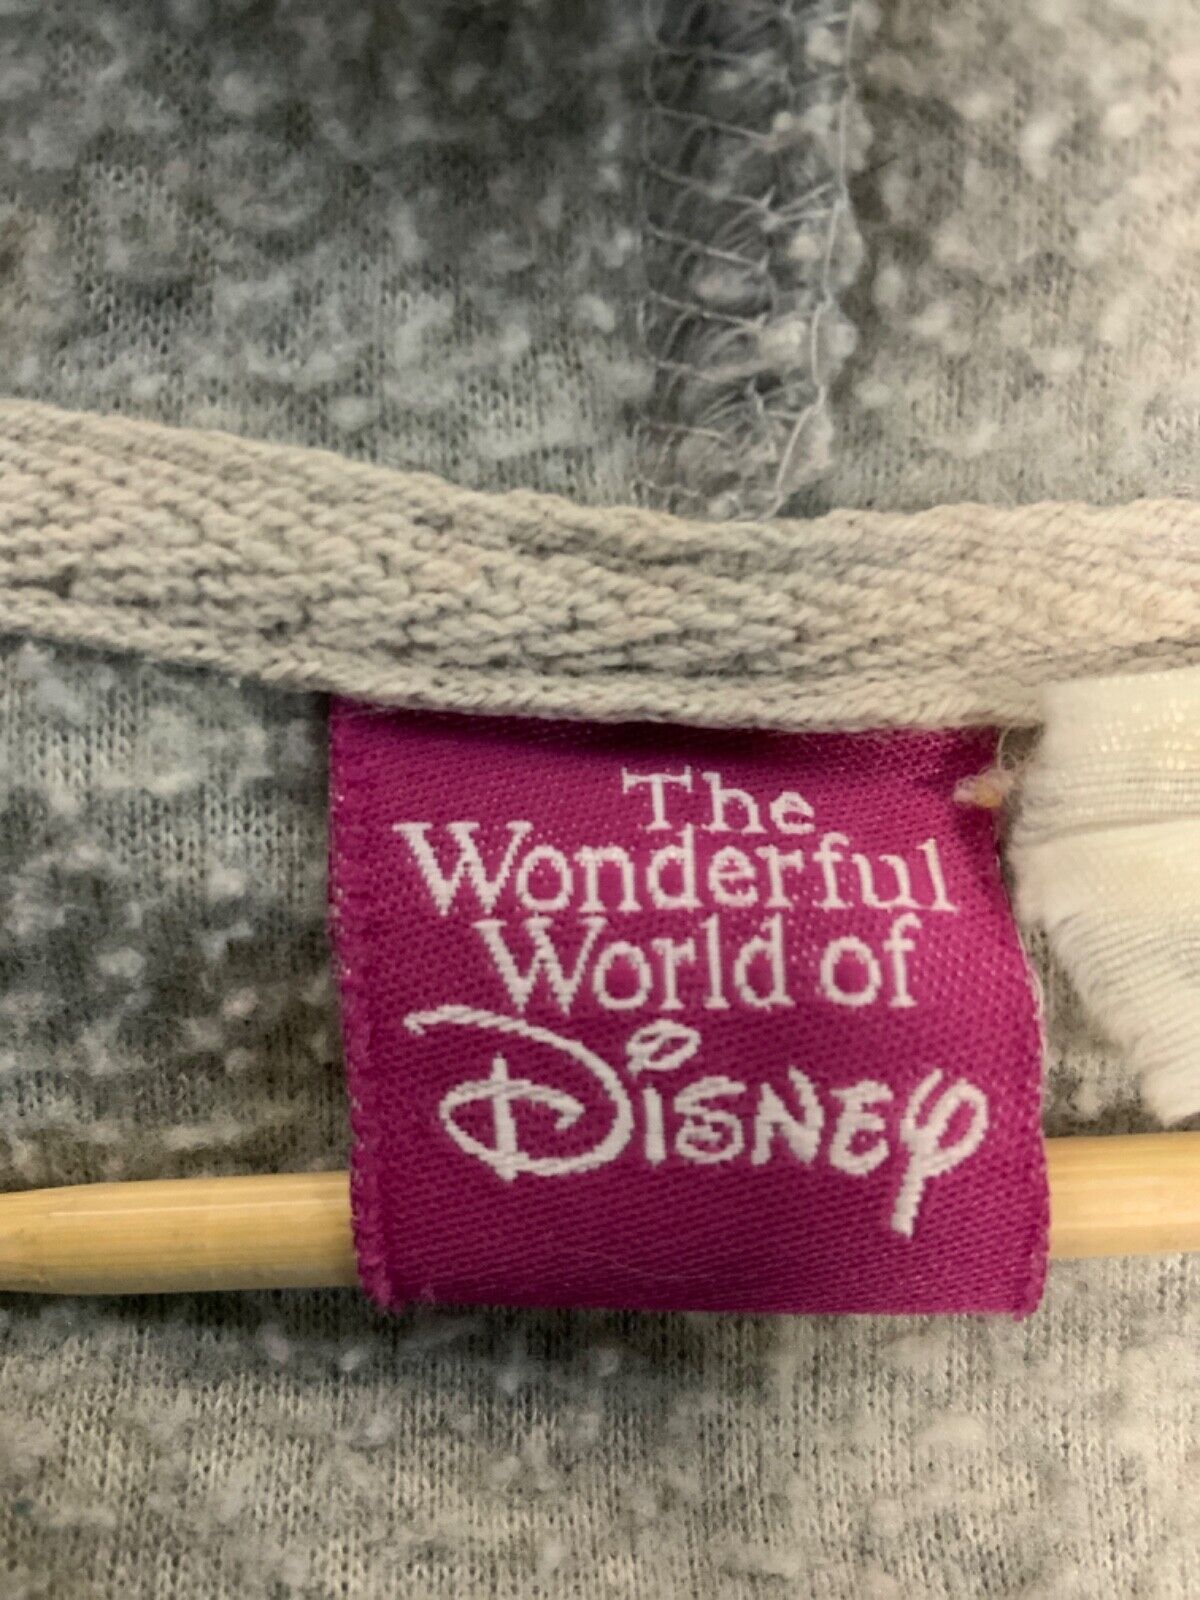 The
Wonderful
World of
Disney